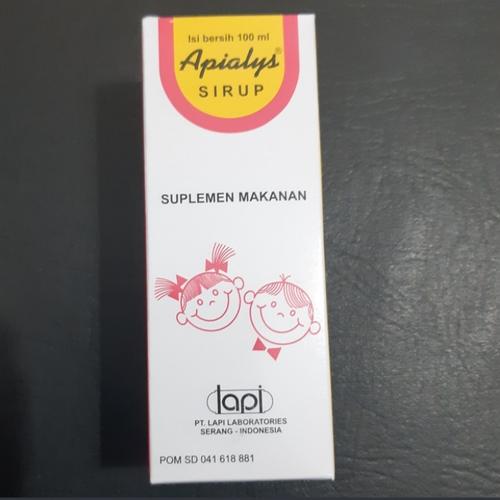 Isi bersih 100 ml
Apialys®
SIRUP
SUPLEMEN MAKANAN
lapi
PT. LAPI LABORATORIES
SERANG - INDONESIA
POM SD 041 618 881